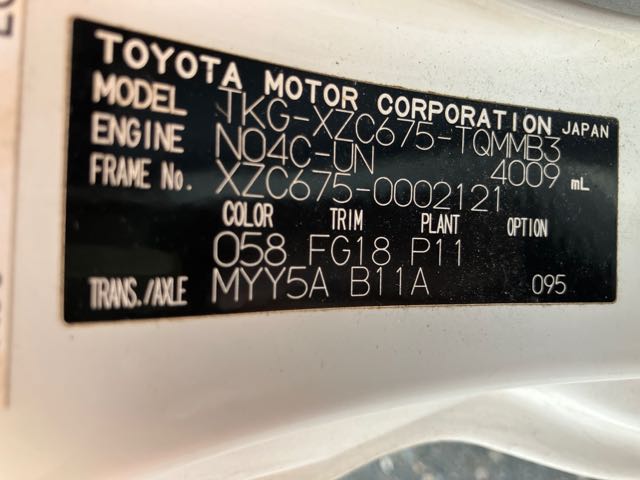 TOYOTA MOTOR CORPORATION JAPAN
MODEL TKG-XZC675-TQMMB3
ENGINE N04C-UN 4009 mL
FRAME No. XZC675-0002121
COLOR TRIM PLANT OPTION
058 FG18 P11
TRANS./AXLE MYY5A B11A 095